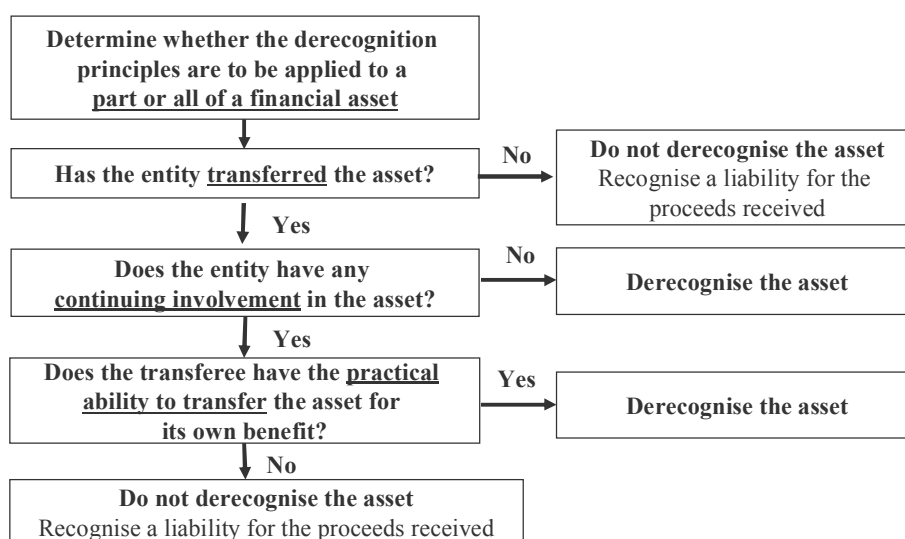 Determine whether the derecognition
principles are to be applied to a
part or all of a financial asset
Has the entity transferred the asset?
No
Do not derecognise the asset
Recognise a liability for the
proceeds received
Yes
Does the entity have any
continuing involvement in the asset?
No
Derecognise the asset
Yes
Does the transferee have the practical
ability to transfer the asset for
its own benefit?
Yes
Derecognise the asset
No
Do not derecognise the asset
Recognise a liability for the proceeds received